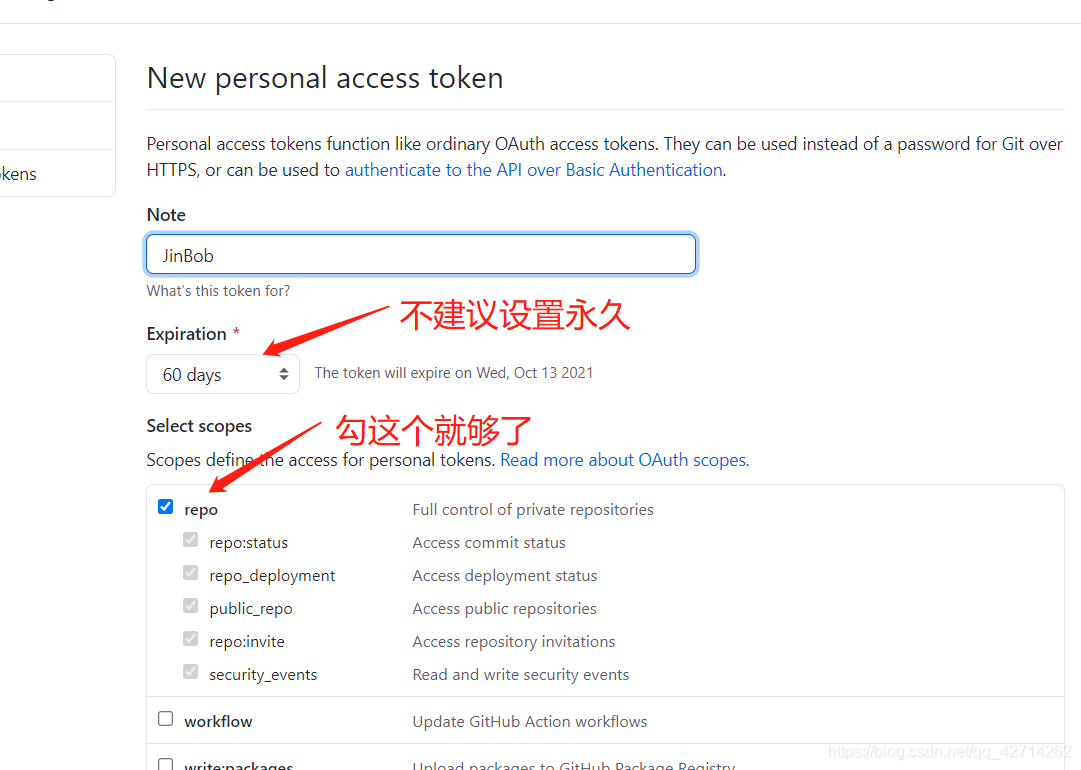 kens
New personal access token
Personal access tokens function like ordinary OAuth access tokens. They can be used instead of a password for Git over
HTTPS, or can be used to authenticate to the API over Basic Authentication.
Note
JinBob
What's this token for?
不建议设置永久
Expiration *
60 days The token will expire on Wed, Oct 13 2021
勾这个就够了
Select scopes
Scopes define the access for personal tokens. Read more about OAuth scopes.
repo Full control of private repositories
repo:status Access commit status
repo_deployment Access deployment status
public_repo Access public repositories
repo:invite Access repository invitations
security_events Read and write security events
workflow Update GitHub Action workflows
write:packages Upload packages to GitHub Package Registry
https://blog.csdn.net/qq_42714262